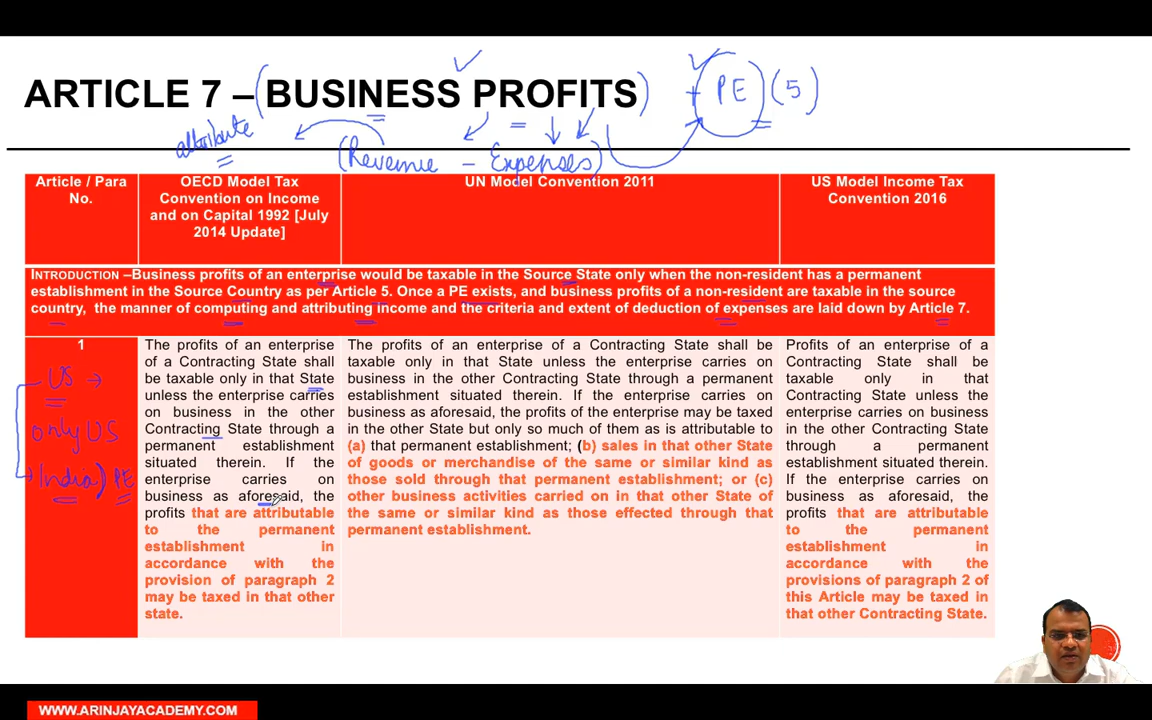 ARTICLE 7 – (BUSINESS PROFITS) + PE (5)
attribute
(Revenue – Expenses)
Article / Para
No.
OECD Model Tax
Convention on Income
and on Capital 1992 [July
2014 Update]
UN Model Convention 2011
US Model Income Tax
Convention 2016
INTRODUCTION –Business profits of an enterprise would be taxable in the Source State only when the non-resident has a permanent
establishment in the Source Country as per Article 5. Once a PE exists, and business profits of a non-resident are taxable in the source
country, the manner of computing and attributing income and the criteria and extent of deduction of expenses are laid down by Article 7.
1
US →
only US
India) PE
The profits of an enterprise
of a Contracting State shall
be taxable only in that State
unless the enterprise carries
on business in the other
Contracting State through a
permanent establishment
situated therein. If the
enterprise carries on
business as aforesaid, the
profits that are attributable
to the permanent
establishment in
accordance with the
provision of paragraph 2
may be taxed in that other
state.
The profits of an enterprise of a Contracting State shall be
taxable only in that State unless the enterprise carries on
business in the other Contracting State through a permanent
establishment situated therein. If the enterprise carries on
business as aforesaid, the profits of the enterprise may be taxed
in the other State but only so much of them as is attributable to
(a) that permanent establishment; (b) sales in that other State
of goods or merchandise of the same or similar kind as
those sold through that permanent establishment; or (c)
other business activities carried on in that other State of
the same or similar kind as those effected through that
permanent establishment.
Profits of an enterprise of a
Contracting State shall be
taxable only in that
Contracting State unless the
enterprise carries on business
in the other Contracting State
through a permanent
establishment situated therein.
If the enterprise carries on
business as aforesaid, the
profits that are attributable
to the permanent
establishment in
accordance with the
provisions of paragraph 2 of
this Article may be taxed in
that other Contracting State.
WWW.ARINJAYACADEMY.COM